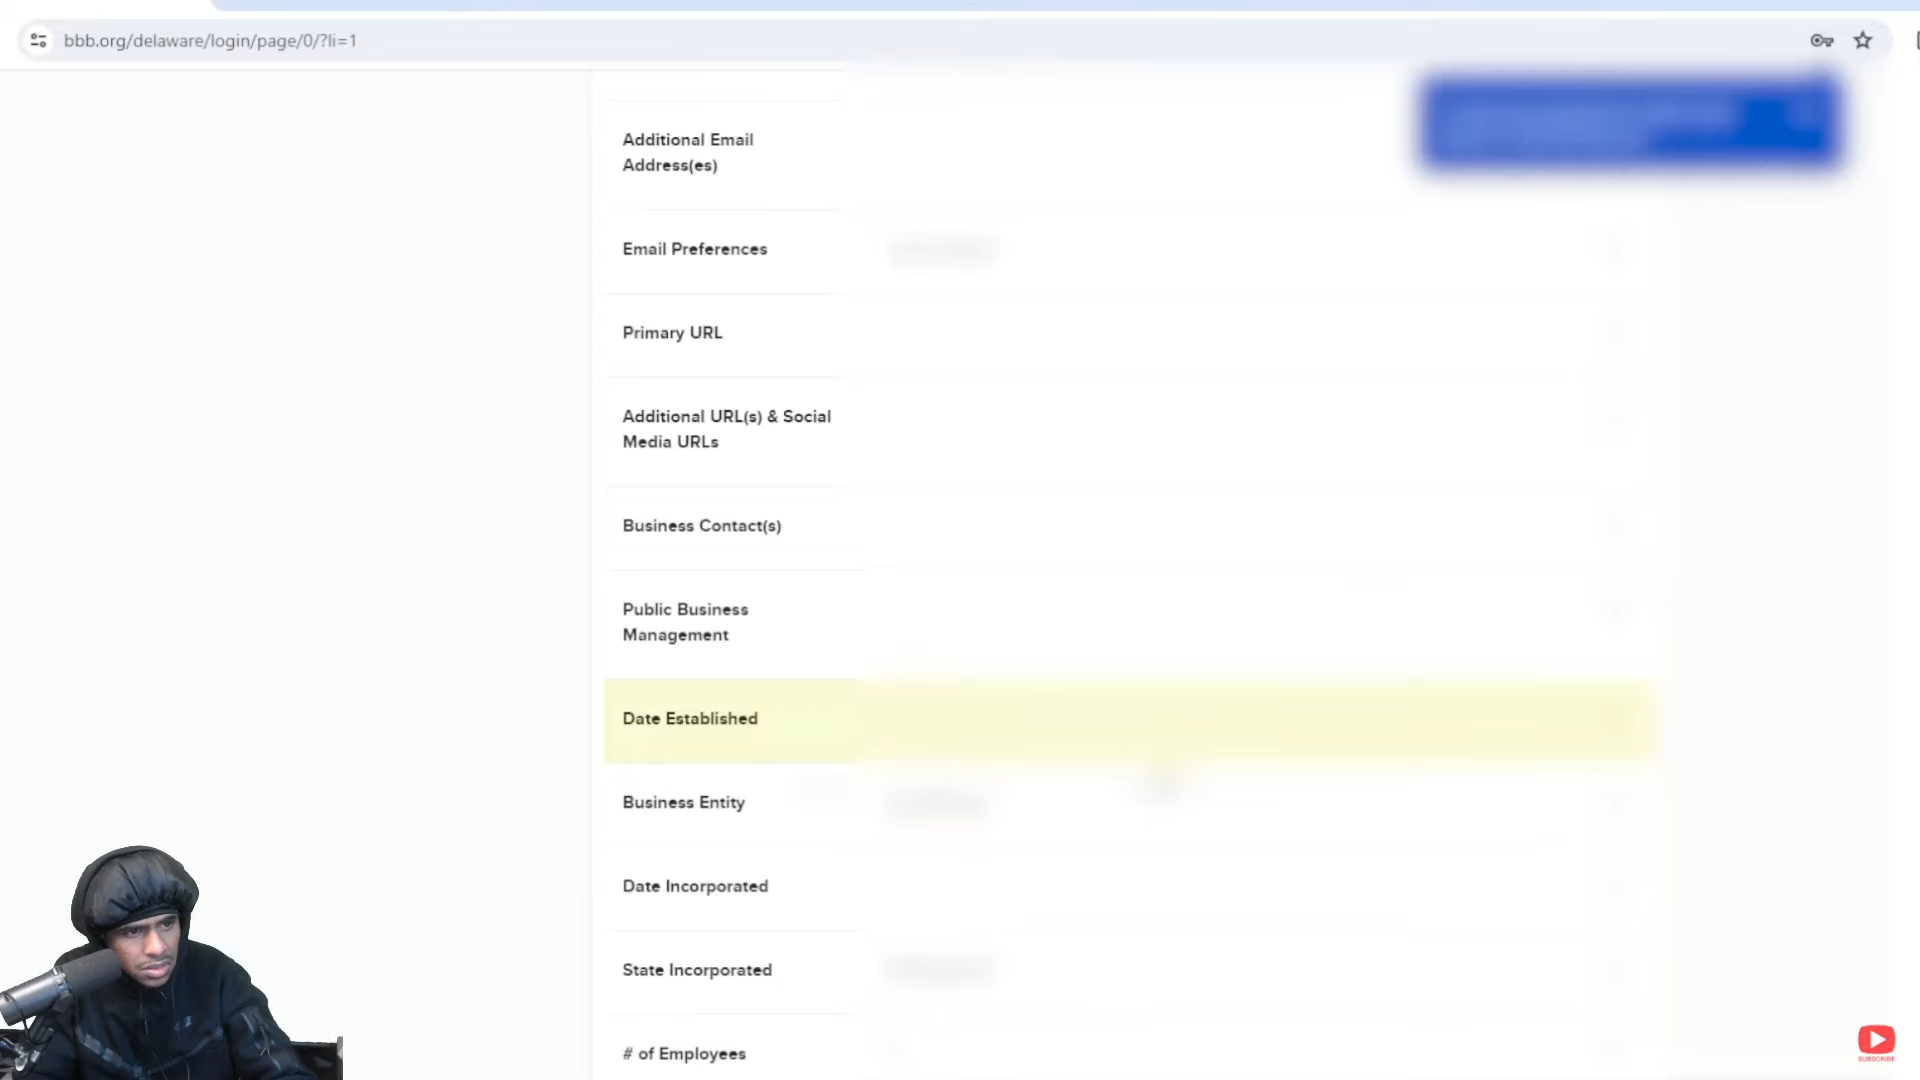 bbb.org/delaware/login/page/0/?li=1
Additional Email
Address(es)
Email Preferences
Primary URL
Additional URL(s) & Social
Media URLs
Business Contact(s)
Public Business
Management
Date Established
Business Entity
Date Incorporated
State Incorporated
# of Employees
SUBSCRIBE